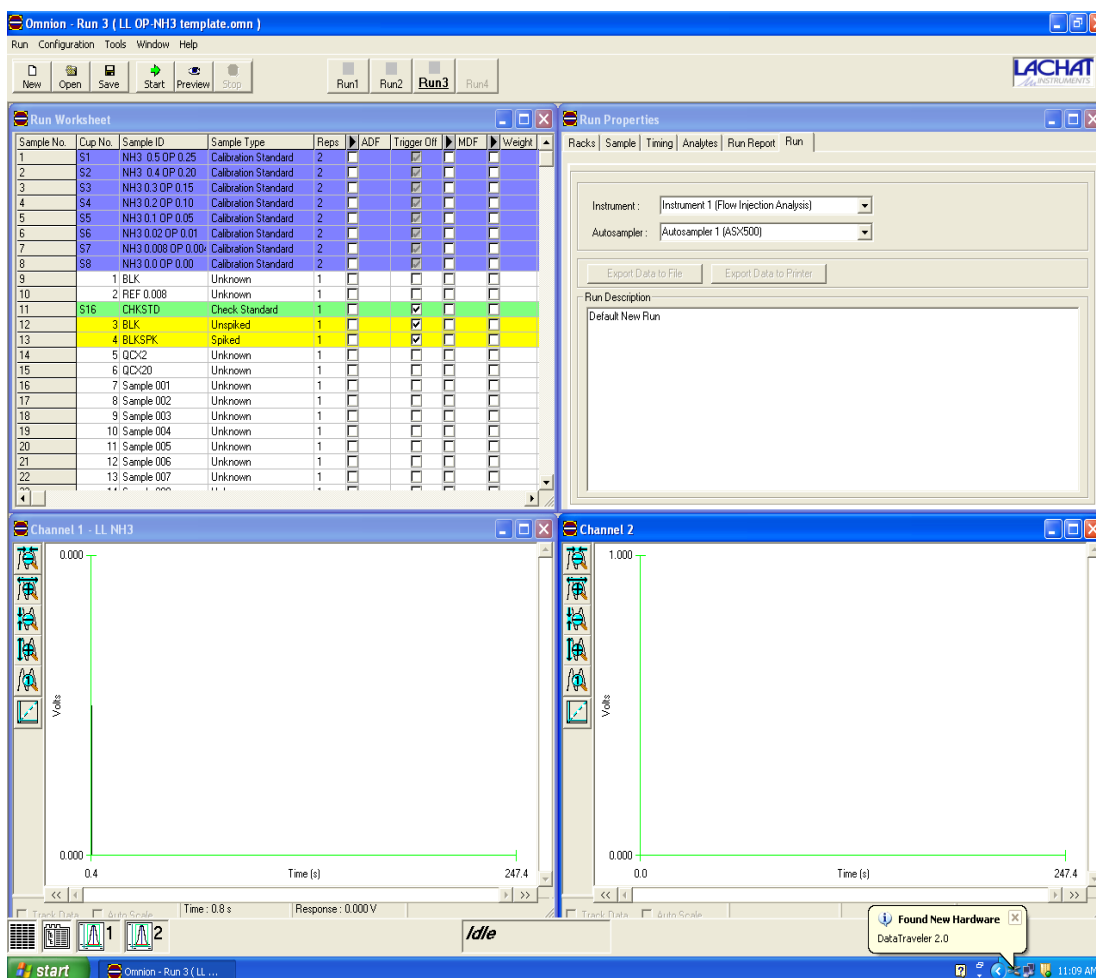 Omnion - Run 3 ( LL OP-NH3 template.omn )
Run Configuration Tools Window Help
New Open Save Start Preview Stop Run1 Run2 Run3 Run4
LACHAT
INSTRUMENTS
Run Worksheet
Sample No. Cup No. Sample ID Sample Type Reps ADF Trigger Off MDF Weight
1 S1 NH3 0.5 OP 0.25 Calibration Standard 2
2 S2 NH3 0.4 OP 0.20 Calibration Standard 2
3 S3 NH3 0.3 OP 0.15 Calibration Standard 2
4 S4 NH3 0.2 OP 0.10 Calibration Standard 2
5 S5 NH3 0.1 OP 0.05 Calibration Standard 2
6 S6 NH3 0.02 OP 0.01 Calibration Standard 2
7 S7 NH3 0.008 OP 0.004 Calibration Standard 2
8 S8 NH3 0.0 OP 0.00 Calibration Standard 2
9 1 BLK Unknown 1
10 2 REF 0.008 Unknown 1
11 S16 CHKSTD Check Standard 1
12 3 BLK Unspiked 1
13 4 BLKSPK Spiked 1
14 5 QCX2 Unknown 1
15 6 QCX20 Unknown 1
16 7 Sample 001 Unknown 1
17 8 Sample 002 Unknown 1
18 9 Sample 003 Unknown 1
19 10 Sample 004 Unknown 1
20 11 Sample 005 Unknown 1
21 12 Sample 006 Unknown 1
22 13 Sample 007 Unknown 1
Run Properties
Racks Sample Timing Analytes Run Report Run
Instrument : Instrument 1 (Flow Injection Analysis)
Autosampler : Autosampler 1 (ASX500)
Export Data to File Export Data to Printer
Run Description
Default New Run
Channel 1 - LL NH3
0.000
Volts
0.000
0.4 Time (s) 247.4
<< >>
Track Data Auto Scale Time : 0.8 s Response : 0.000 V
Channel 2
1.000
Volts
0.000
0.0 Time (s) 247.4
<< >>
Track Data Auto Scale
1 2 Idle
Found New Hardware
DataTraveler 2.0
start Omnion - Run 3 ( LL ... 11:09 AM